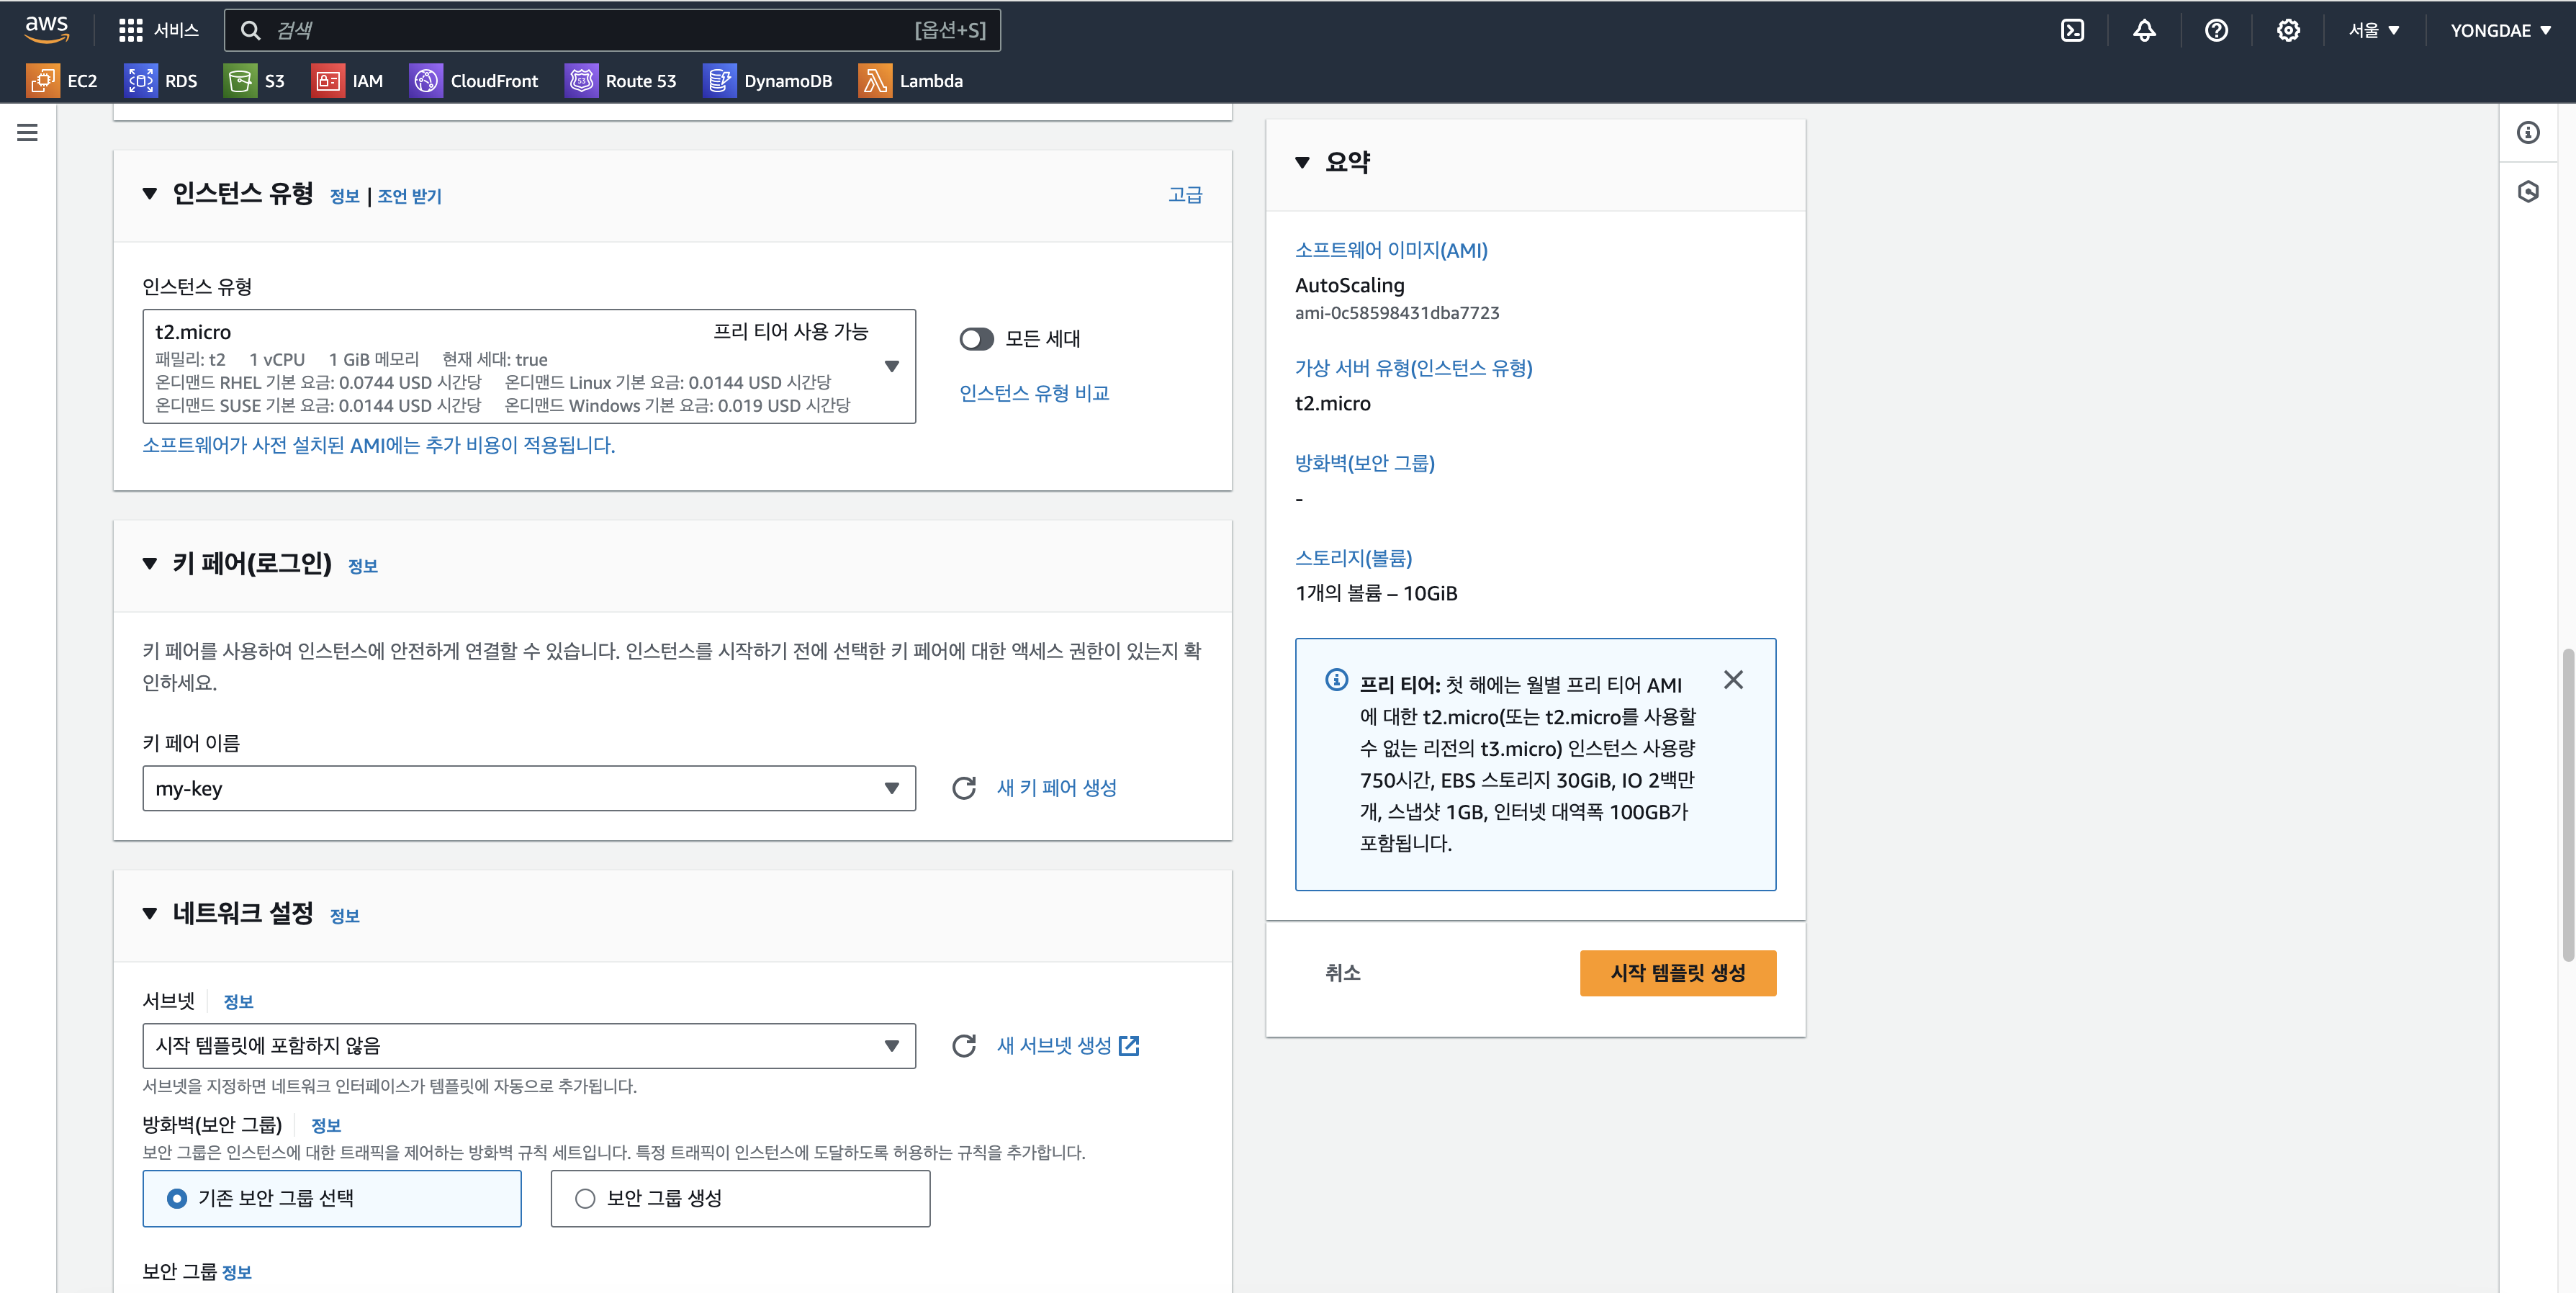 aws
서비스
검색
[옵션+S]
서울
YONGDAE
EC2
RDS
S3
IAM
CloudFront
Route 53
DynamoDB
Lambda
인스턴스 유형 정보 | 조언 받기
고급
인스턴스 유형
t2.micro
프리 티어 사용 가능
패밀리: t2 1 vCPU 1 GiB 메모리 현재 세대: true
온디맨드 RHEL 기본 요금: 0.0744 USD 시간당 온디맨드 Linux 기본 요금: 0.0144 USD 시간당
온디맨드 SUSE 기본 요금: 0.0144 USD 시간당 온디맨드 Windows 기본 요금: 0.019 USD 시간당
모든 세대
인스턴스 유형 비교
소프트웨어가 사전 설치된 AMI에는 추가 비용이 적용됩니다.
키 페어(로그인) 정보
키 페어를 사용하여 인스턴스에 안전하게 연결할 수 있습니다. 인스턴스를 시작하기 전에 선택한 키 페어에 대한 액세스 권한이 있는지 확
인하세요.
키 페어 이름
my-key
새 키 페어 생성
네트워크 설정 정보
서브넷 정보
시작 템플릿에 포함하지 않음
새 서브넷 생성
서브넷을 지정하면 네트워크 인터페이스가 템플릿에 자동으로 추가됩니다.
방화벽(보안 그룹) 정보
보안 그룹은 인스턴스에 대한 트래픽을 제어하는 방화벽 규칙 세트입니다. 특정 트래픽이 인스턴스에 도달하도록 허용하는 규칙을 추가합니다.
기존 보안 그룹 선택
보안 그룹 생성
보안 그룹 정보
요약
소프트웨어 이미지(AMI)
AutoScaling
ami-0c58598431dba7723
가상 서버 유형(인스턴스 유형)
t2.micro
방화벽(보안 그룹)
-
스토리지(볼륨)
1개의 볼륨 – 10GiB
프리 티어: 첫 해에는 월별 프리 티어 AMI
에 대한 t2.micro(또는 t2.micro를 사용할
수 없는 리전의 t3.micro) 인스턴스 사용량
750시간, EBS 스토리지 30GiB, IO 2백만
개, 스냅샷 1GB, 인터넷 대역폭 100GB가
포함됩니다.
취소
시작 템플릿 생성